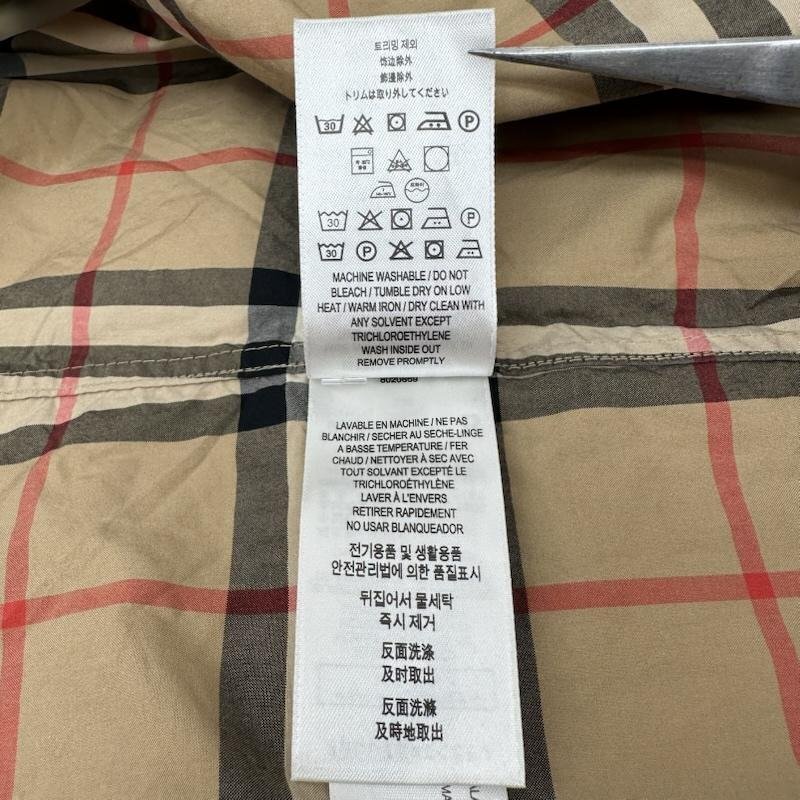 트리밍 제외
饰边除外
飾邊除外
トリムは取り外してください
30 P
30 P
30 P
MACHINE WASHABLE / DO NOT
BLEACH / TUMBLE DRY ON LOW
HEAT / WARM IRON / DRY CLEAN WITH
ANY SOLVENT EXCEPT
TRICHLOROETHYLENE
WASH INSIDE OUT
REMOVE PROMPTLY
8020669
LAVABLE EN MACHINE / NE PAS
BLANCHIR / SECHER AU SECHE-LINGE
A BASSE TEMPERATURE / FER
CHAUD / NETTOYER À SEC AVEC
TOUT SOLVANT EXCEPTÉ LE
TRICHLOROÉTHYLÈNE
LAVER À L'ENVERS
RETIRER RAPIDEMENT
NO USAR BLANQUEADOR
전기용품 및 생활용품
안전관리법에 의한 품질표시
뒤집어서 물세탁
즉시 제거
反面洗涤
及时取出
反面洗滌
及時地取出